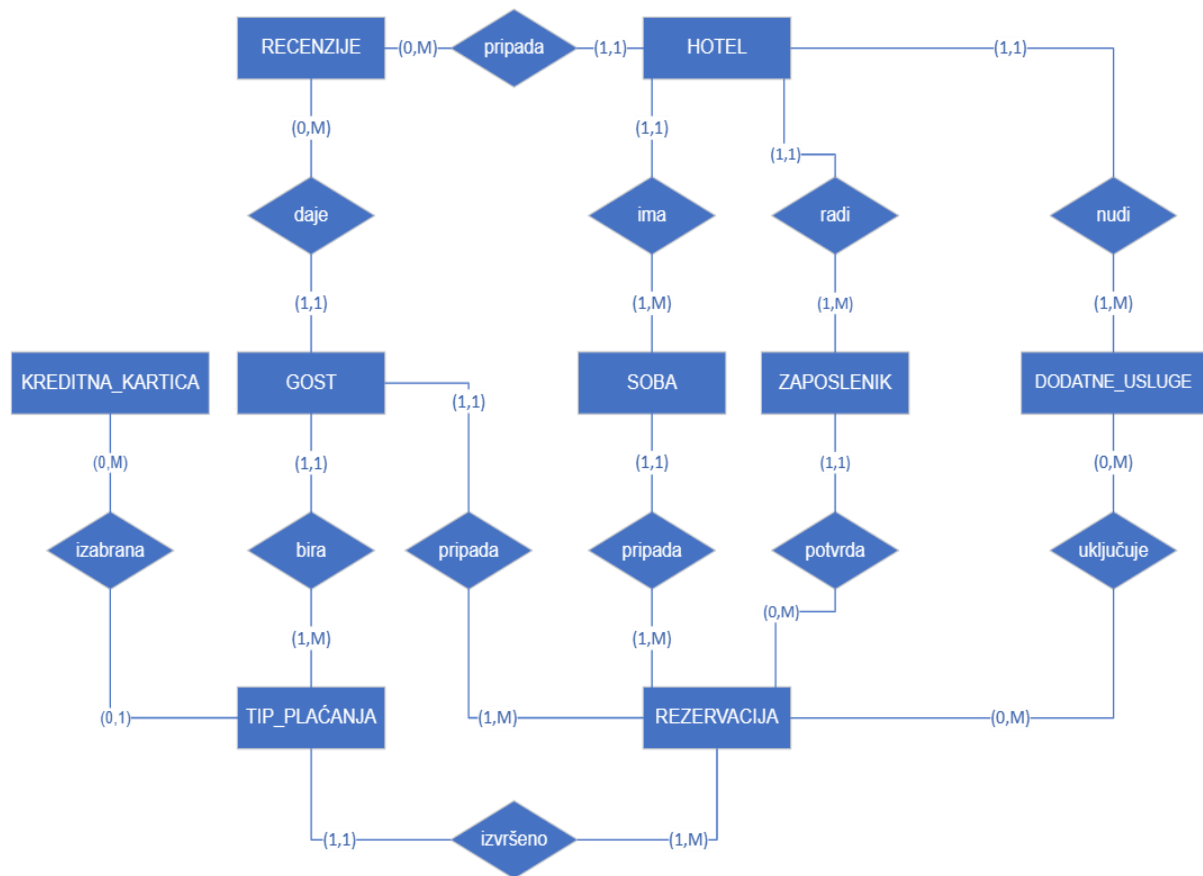 RECENZIJE (0,M) pripada (1,1) HOTEL (1,1)
(0,M) (1,1) (1,1)
daje ima radi nudi
(1,1) (1,M) (1,M) (1,M)
KREDITNA_KARTICA GOST SOBA ZAPOSLENIK DODATNE_USLUGE
(1,1)
(0,M) (1,1) (1,1) (1,1) (0,M)
izabrana bira pripada pripada potvrda uključuje
(0,M)
(1,M) (1,M)
(0,1) TIP_PLAĆANJA (1,M) REZERVACIJA (0,M)
(1,1) izvršeno (1,M)